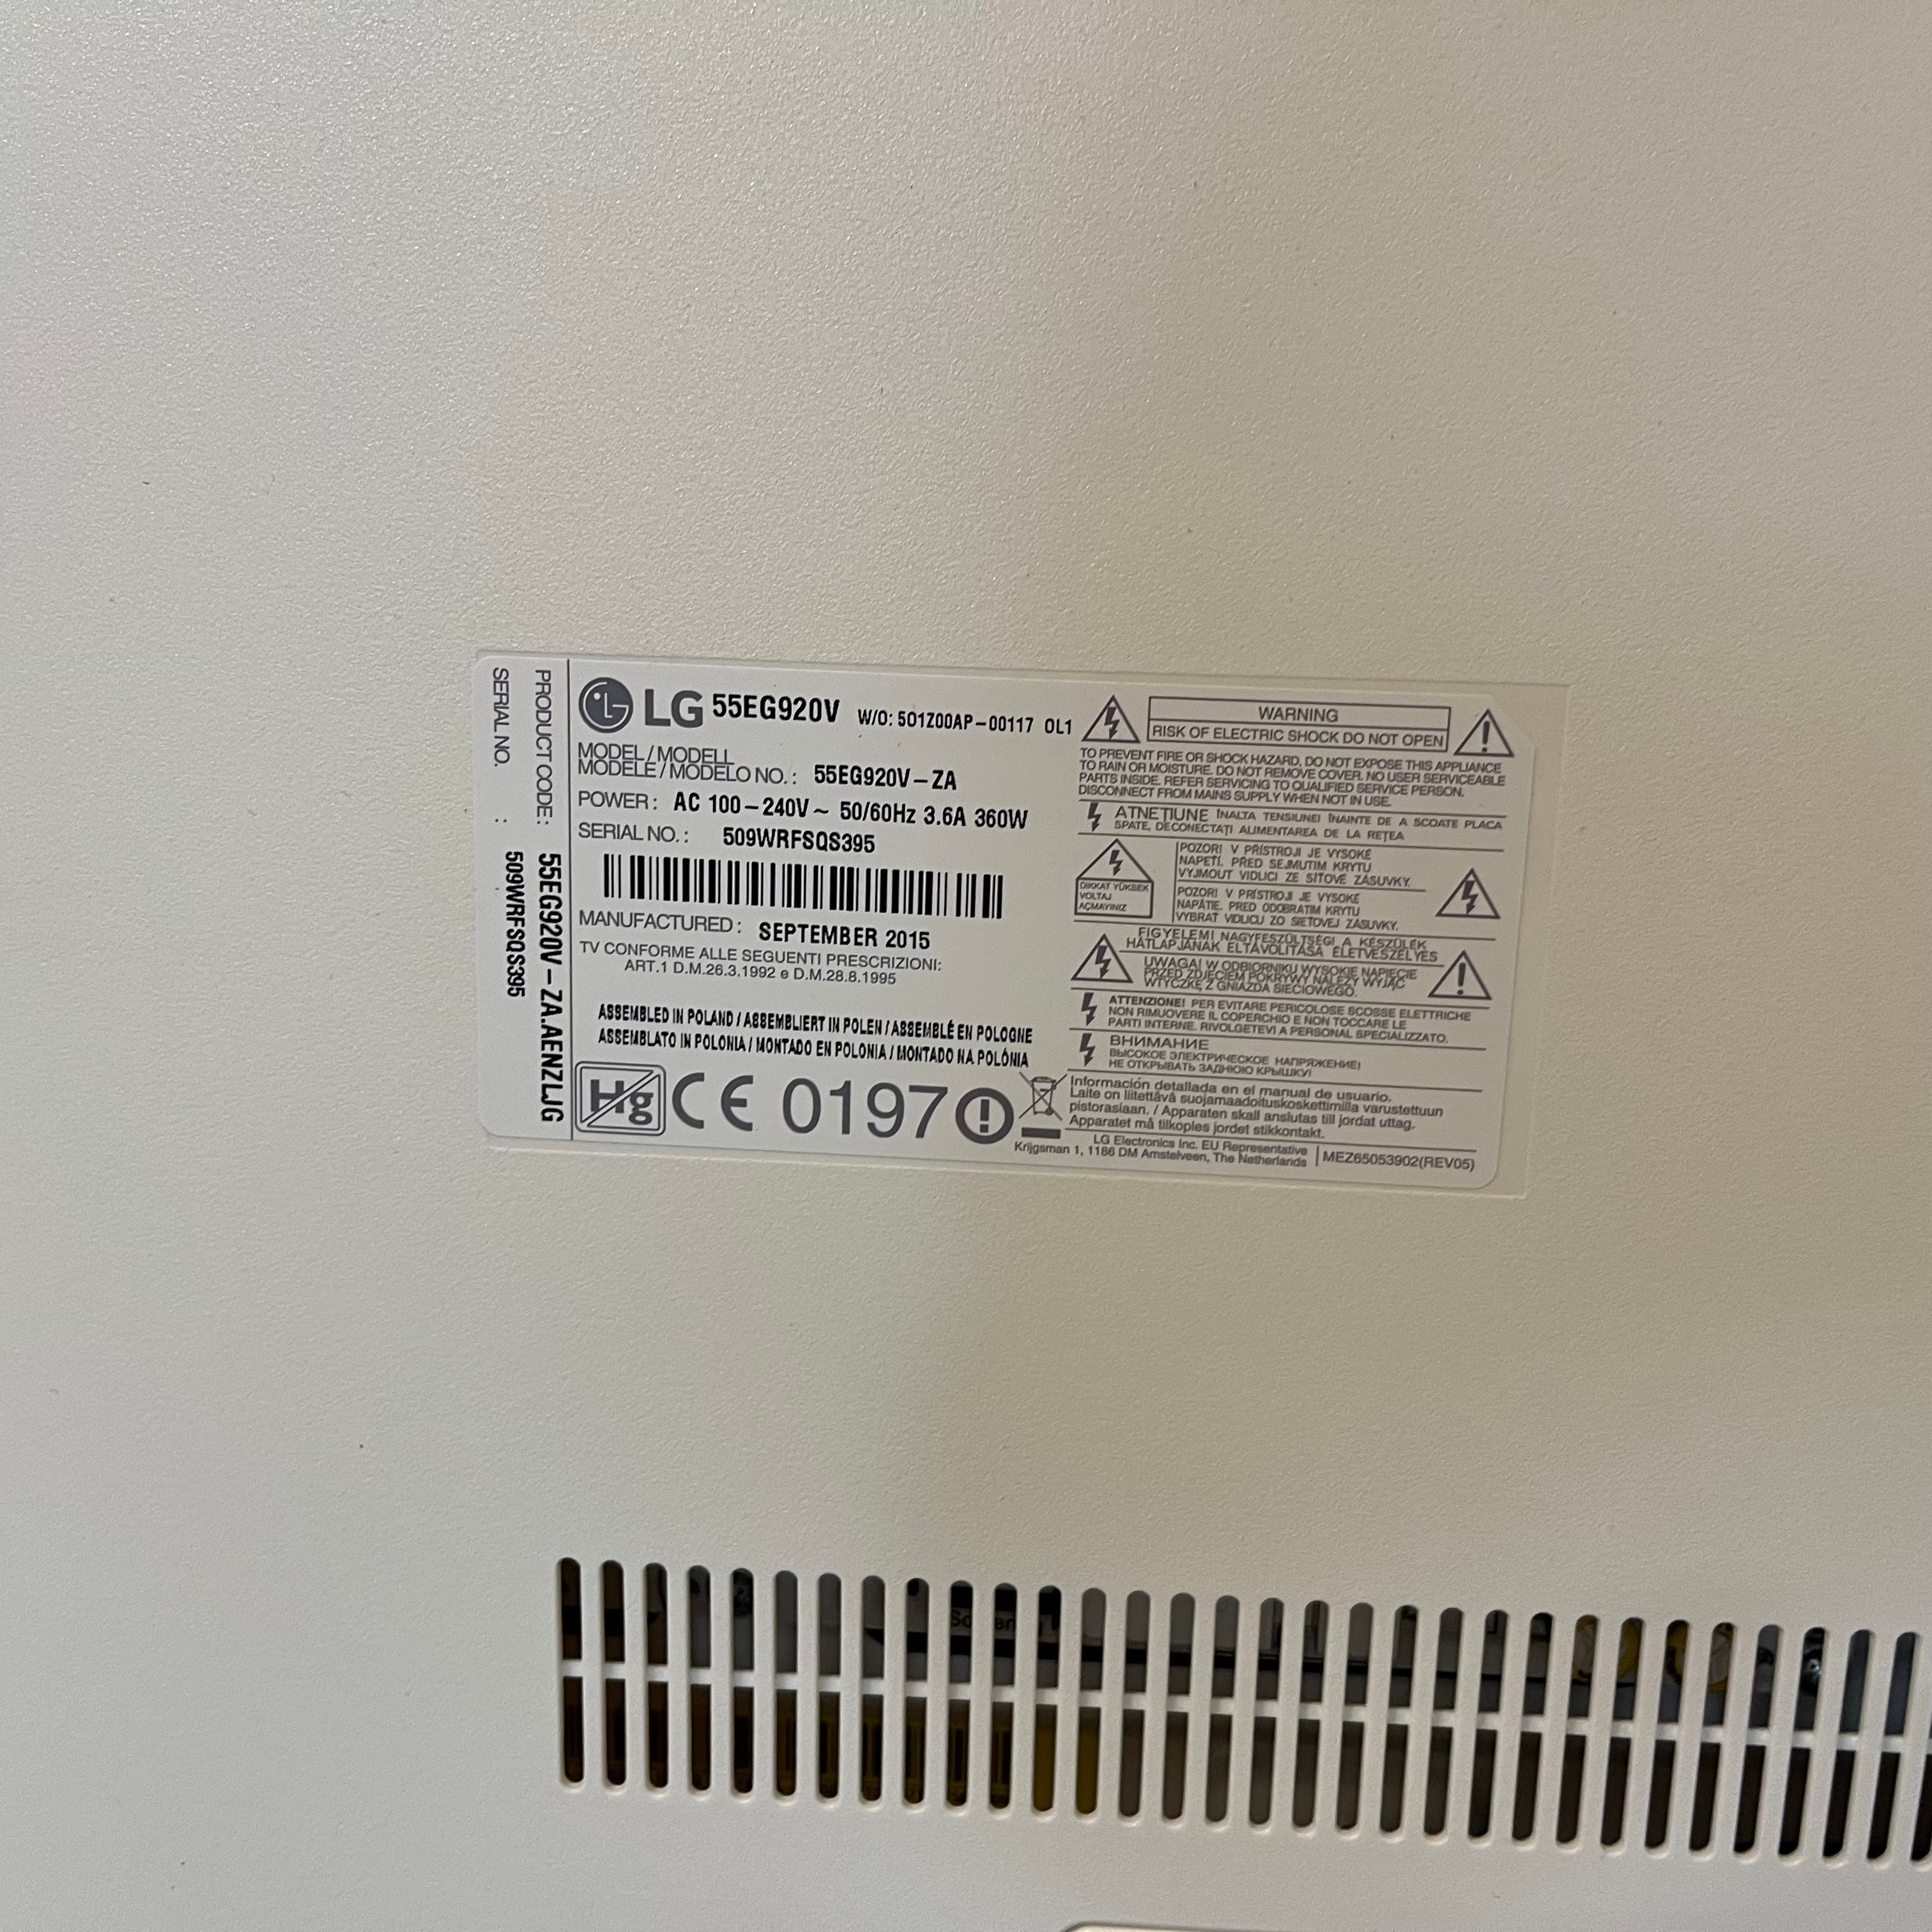 SERIAL NO. : 509WRFSQS395
PRODUCT CODE : 55EG920V-ZA.AENZLJG
LG 55EG920V W/O: 501Z00AP-00117 OL1
MODEL / MODELL
MODÈLE / MODELO NO. : 55EG920V-ZA
POWER : AC 100-240V~ 50/60Hz 3.6A 360W
SERIAL NO. : 509WRFSQS395
MANUFACTURED : SEPTEMBER 2015
TV CONFORME ALLE SEGUENTI PRESCRIZIONI:
ART.1 D.M.26.3.1992 e D.M.28.8.1995
ASSEMBLED IN POLAND / ASSEMBLIERT IN POLEN / ASSEMBLÉ EN POLOGNE
ASSEMBLATO IN POLONIA / MONTADO EN POLONIA / MONTADO NA POLÓNIA
Hg CE 0197
WARNING
RISK OF ELECTRIC SHOCK DO NOT OPEN
TO PREVENT FIRE OR SHOCK HAZARD, DO NOT EXPOSE THIS APPLIANCE
TO RAIN OR MOISTURE. DO NOT REMOVE COVER. NO USER SERVICEABLE
PARTS INSIDE. REFER SERVICING TO QUALIFIED SERVICE PERSON.
DISCONNECT FROM MAINS SUPPLY WHEN NOT IN USE.
ATNEŢIUNE ÎNALTA TENSIUNE! ÎNAINTE DE A SCOATE PLACA
SPATE, DECONECTAŢI ALIMENTAREA DE LA REŢEA
DIKKAT YÜKSEK
VOLTAJ
AÇMAYINIZ
POZOR! V PŘÍSTROJI JE VYSOKÉ
NAPĚTÍ. PŘED SEJMUTIM KRYTU
VYJMOUT VIDLICI ZE SÍŤOVÉ ZÁSUVKY.
POZOR! V PRÍSTROJI JE VYSOKÉ
NAPÄTIE. PRED ODOBRATIM KRYTU
VYBRAŤ VIDLICU ZO SIEŤOVEJ ZÁSUVKY.
FIGYELEM! NAGYFESZÜLTSÉG! A KÉSZÜLÉK
HÁTLAPJÁNAK ELTÁVOLÍTÁSA ÉLETVESZÉLYES
UWAGA! W ODBIORNIKU WYSOKIE NAPIĘCIE
PRZED ZDJĘCIEM POKRYWY NALEŻY WYJĄĆ
WTYCZKĘ Z GNIAZDA SIECIOWEGO.
ATTENZIONE! PER EVITARE PERICOLOSE SCOSSE ELETTRICHE
NON RIMUOVERE IL COPERCHIO E NON TOCCARE LE
PARTI INTERNE. RIVOLGETEVI A PERSONAL SPECIALIZZATO.
ВНИМАНИЕ
ВЫСОКОЕ ЭЛЕКТРИЧЕСКОЕ НАПРЯЖЕНИЕ!
НЕ ОТКРЫВАТЬ ЗАДНЮЮ КРЫШКУ!
Información detallada en el manual de usuario.
Laite on liitettävä suojamaadoituskoskettimilla varustettuun
pistorasiaan. / Apparaten skall anslutas till jordat uttag.
Apparatet må tilkoples jordet stikkontakt.
LG Electronics Inc. EU Representative
Krijgsman 1, 1186 DM Amstelveen, The Netherlands
MEZ65053902(REV05)